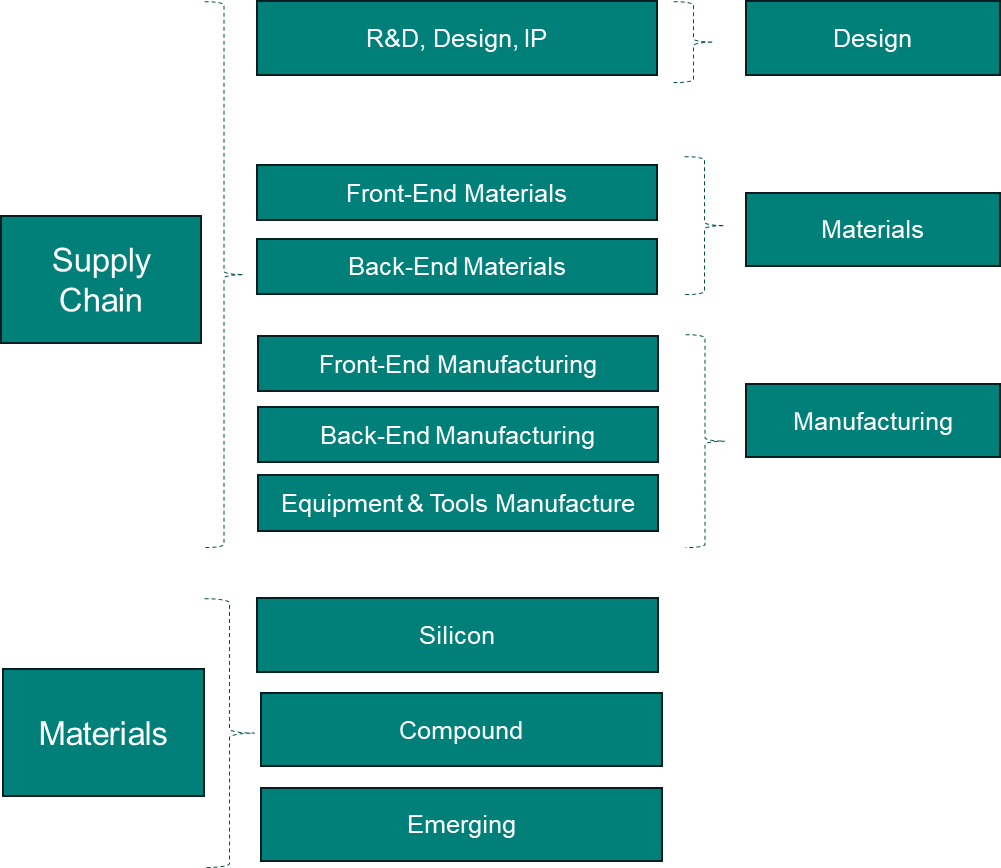 R&D, Design, IP
Design
Front-End Materials
Materials
Supply
Chain
Back-End Materials
Front-End Manufacturing
Manufacturing
Back-End Manufacturing
Equipment & Tools Manufacture
Silicon
Materials
Compound
Emerging